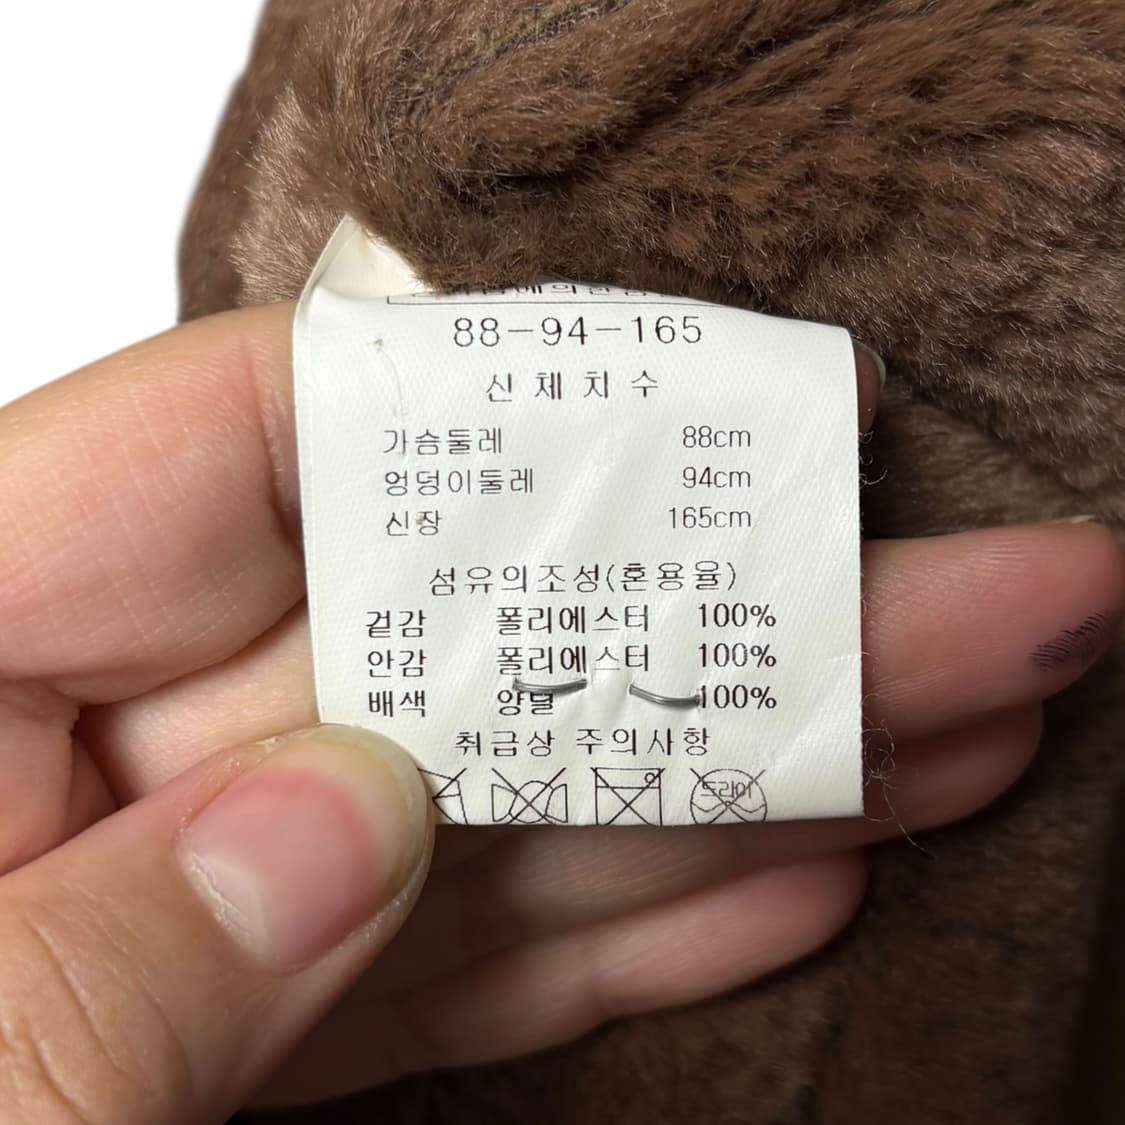 88-94-165
신체치수
가슴둘레 88cm
엉덩이둘레 94cm
신장 165cm
섬유의조성(혼용율)
겉감 폴리에스터 100%
안감 폴리에스터 100%
배색 양털 100%
취급상 주의사항
드라이